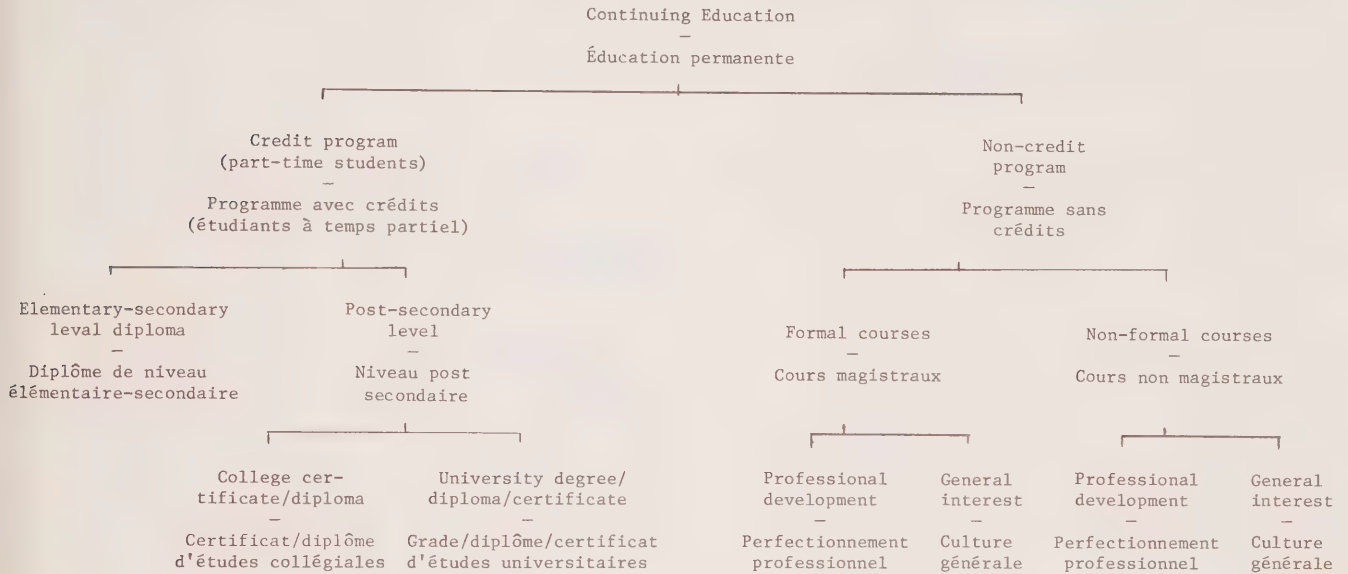 Continuing Education
—
Éducation permanente
Credit program
(part-time students)
—
Programme avec crédits
(étudiants à temps partiel)
Non-credit
program
—
Programme sans
crédits
Elementary-secondary
leval diploma
—
Diplôme de niveau
élémentaire-secondaire
Post-secondary
level
—
Niveau post
secondaire
Formal courses
—
Cours magistraux
Non-formal courses
—
Cours non magistraux
College cer-
tificate/diploma
—
Certificat/diplôme
d'études collégiales
University degree/
diploma/certificate
—
Grade/diplôme/certificat
d'études universitaires
Professional
development
—
Perfectionnement
professionnel
General
interest
—
Culture
générale
Professional
development
—
Perfectionnement
professionnel
General
interest
—
Culture
générale